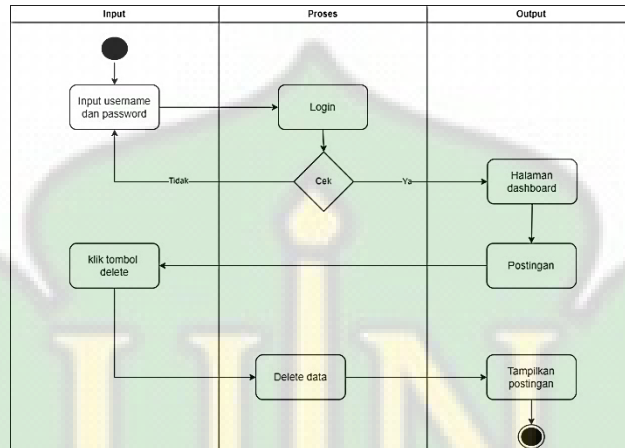 Input
Proses
Output
Input username
dan password
Login
Cek
Tidak
Ya
Halaman
dashboard
klik tombol
delete
Postingan
Delete data
Tampilkan
postingan
UIN